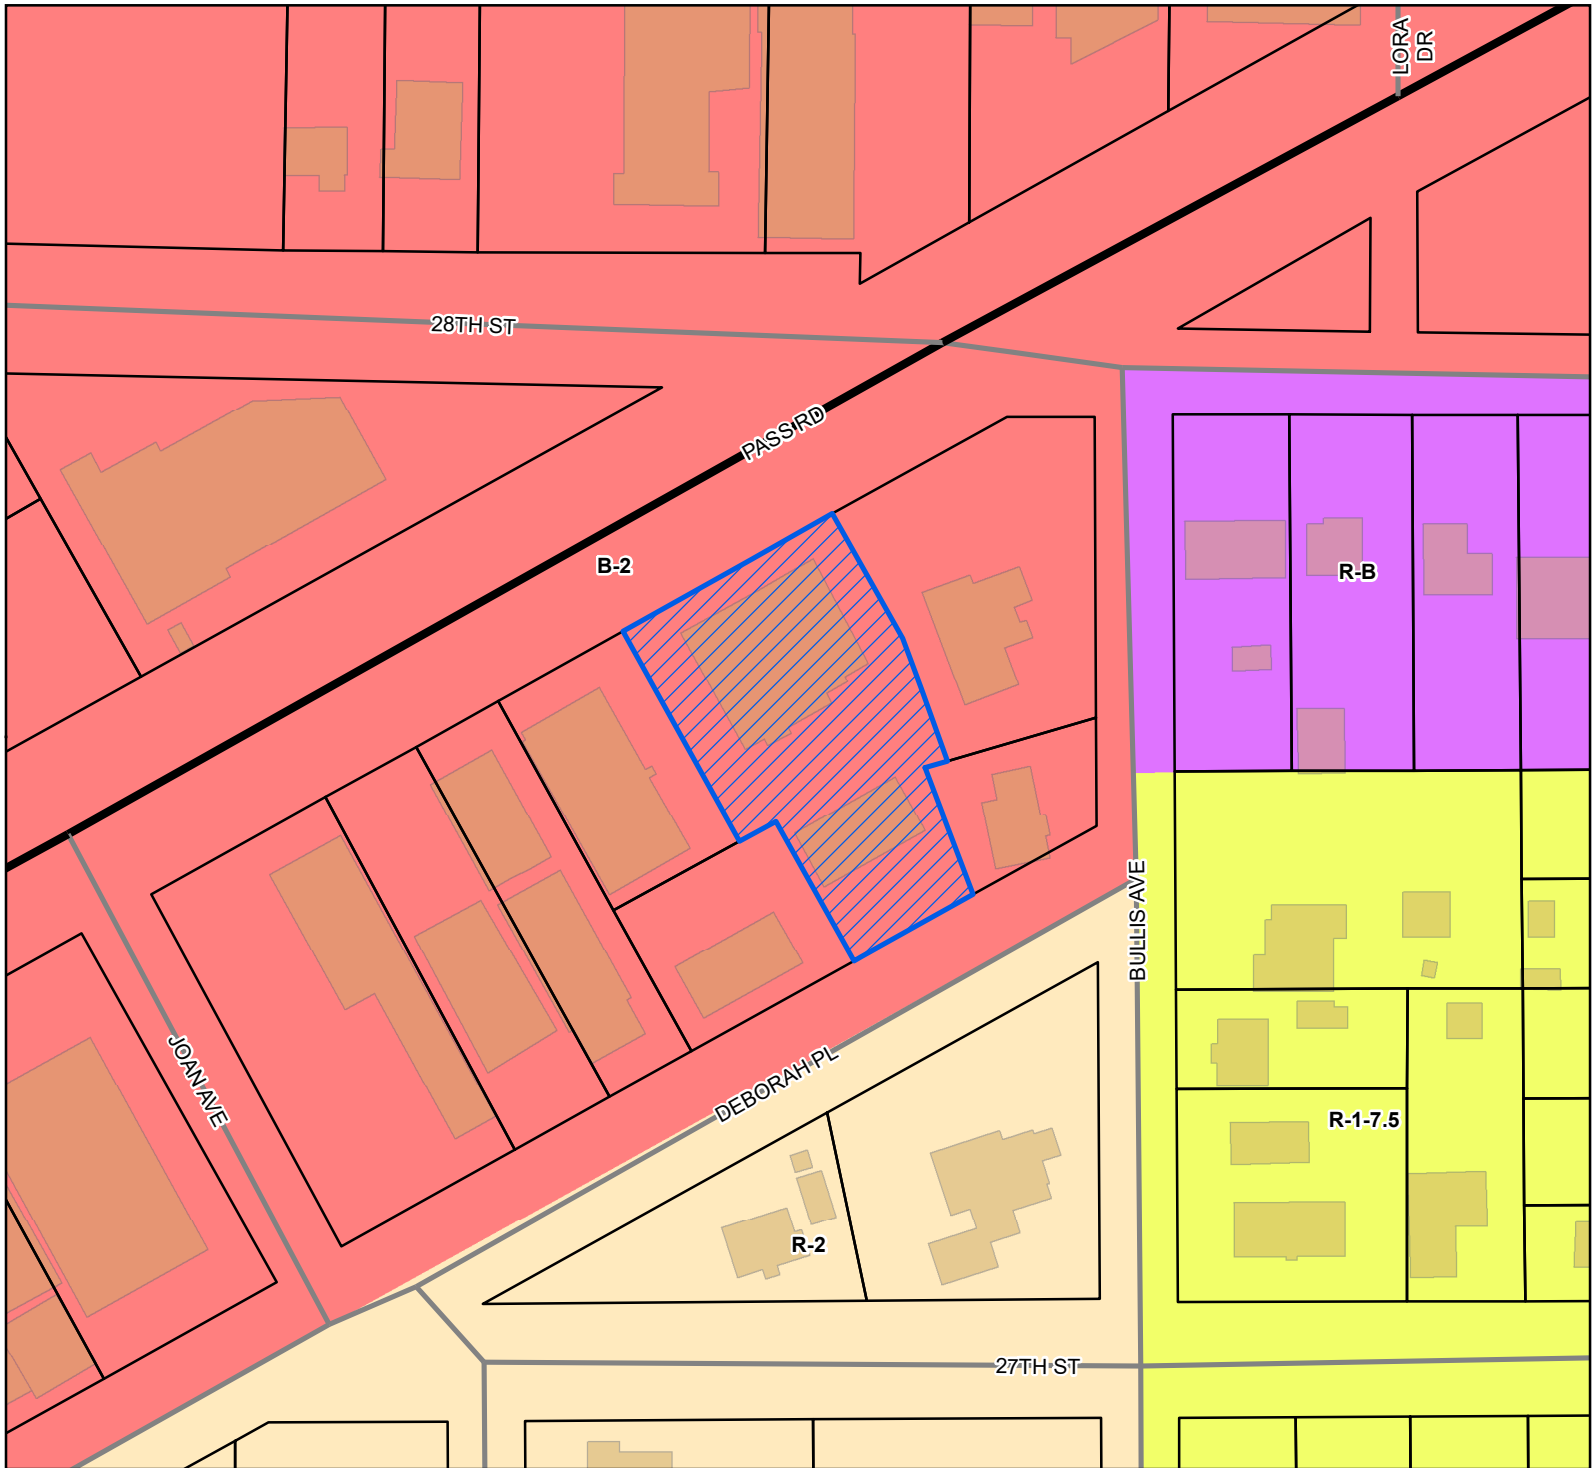 LORA
DR
28TH ST
PASS RD
B-2
R-B
BULLIS AVE
JOAN AVE
DEBORAH PL
R-1-7.5
R-2
27TH ST